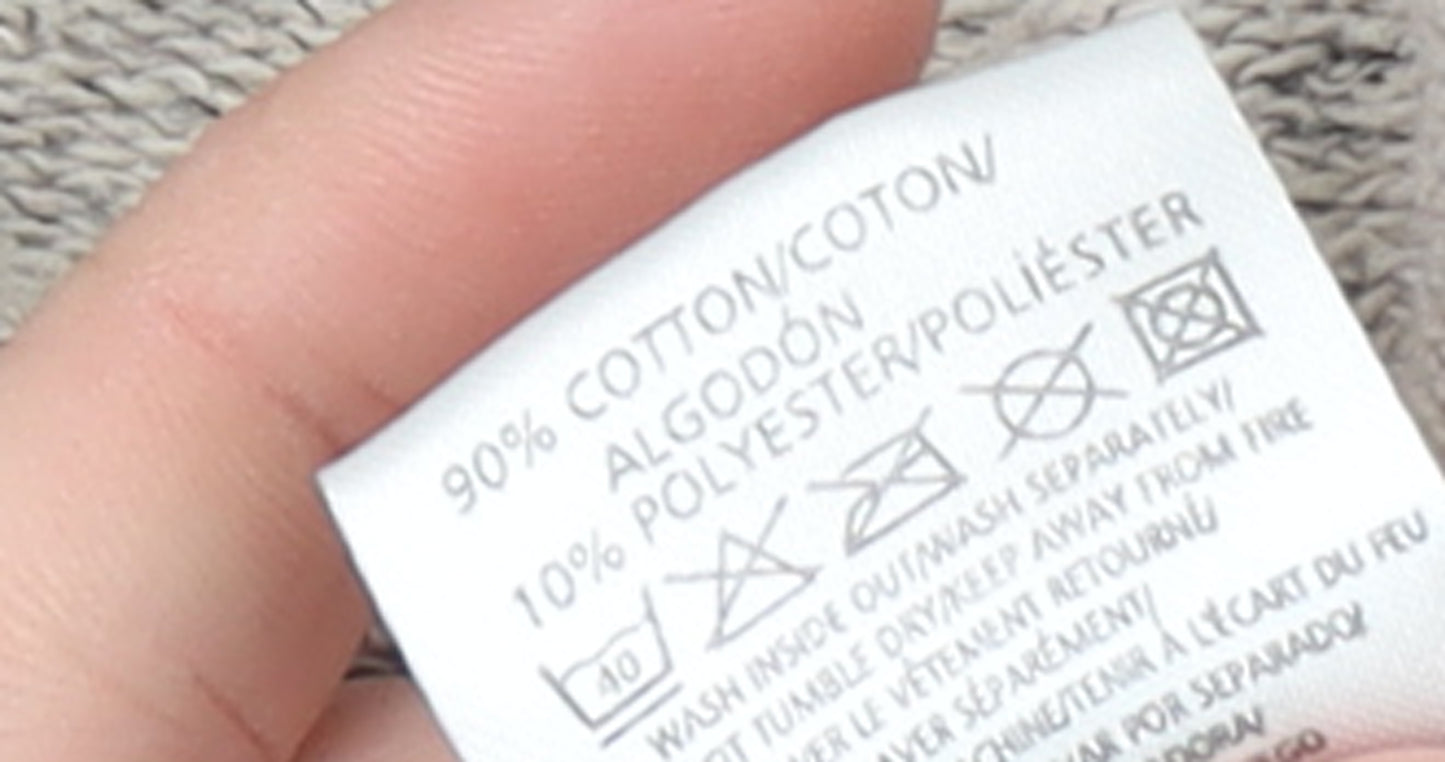 90% COTTON/COTON/
ALGODÓN
10% POLYESTER/POLIÉSTER
40
WASH INSIDE OUT/WASH SEPARATELY/
TUMBLE DRY/KEEP AWAY FROM FIRE
LE VÊTEMENT RETOURNÉ/
SÉPARÉMENT/
À L'ÉCART DU FEU
POR SEPARADO/